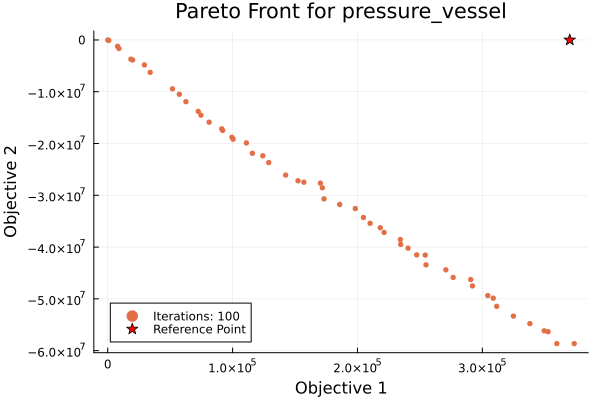 Pareto Front for pressure_vessel
Objective 2
0
−1.0×10⁷
−2.0×10⁷
−3.0×10⁷
−4.0×10⁷
−5.0×10⁷
−6.0×10⁷
Iterations: 100
Reference Point
0 1.0×10⁵ 2.0×10⁵ 3.0×10⁵
Objective 1